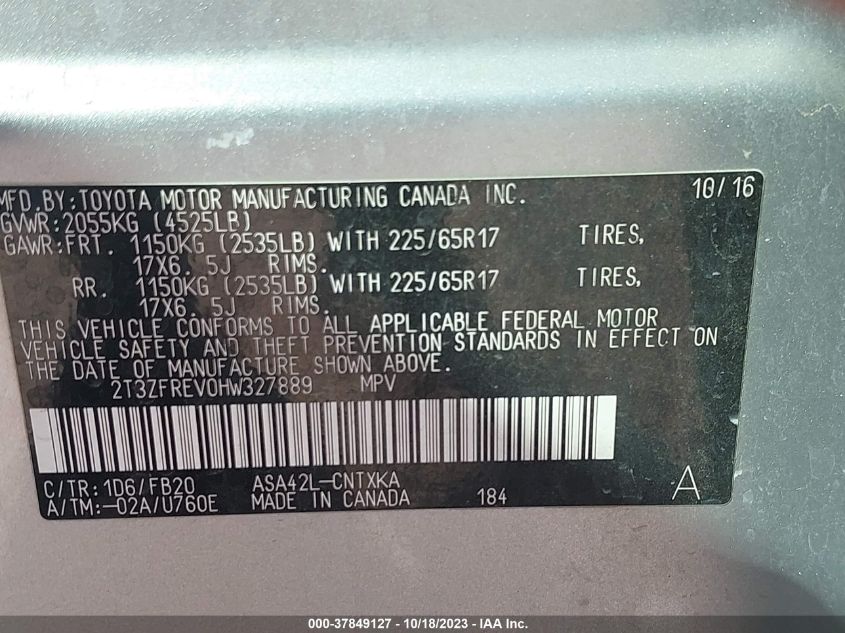 MFD.BY:TOYOTA MOTOR MANUFACTURING CANADA INC. 10/16
GVWR:2055KG (4525LB)
GAWR:FRT. 1150KG (2535LB) WITH 225/65R17 TIRES,
17X6. 5J RIMS.
RR. 1150KG (2535LB) WITH 225/65R17 TIRES,
17X6. 5J RIMS.
THIS VEHICLE CONFORMS TO ALL APPLICABLE FEDERAL MOTOR
VEHICLE SAFETY AND THEFT PREVENTION STANDARDS IN EFFECT ON
THE DATE OF MANUFACTURE SHOWN ABOVE.
2T3ZFREV0HW327889 MPV
C/TR:1D6/FB20 ASA42L-CNTXKA
A/TM:-02A/U760E MADE IN CANADA 184 A
000-37849127 - 10/18/2023 - IAA Inc.